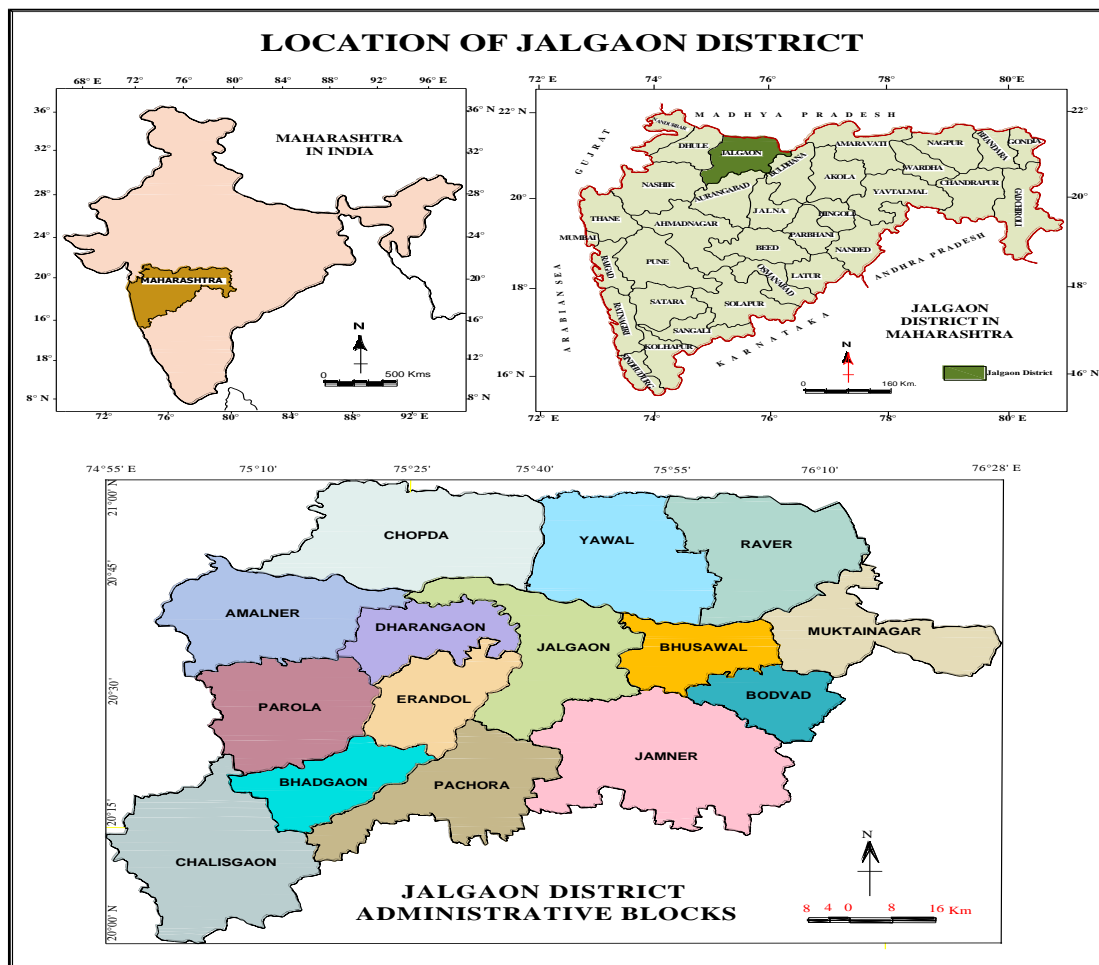 LOCATION OF JALGAON DISTRICT
68° E 72° 76° 80° 84° 88° 92° 96° E
36°
32°
28°
24°
20°
16°
18°
8° N
36° N
32°
28°
24°
20°
16°
12°
8° N
72° 76° 80° 84° 88° 92° E
MAHARASHTRA
IN INDIA
MAHARASHTRA
N
0 500 Kms
72° E 74° 76° 78° 80° E
22° N
20°
18°
16° N
22°
20°
18°
16° N
72° E 74° 76° 78° 80° E
MADHYA PRADESH
GUJRAT
ARABIAN SEA
KARNATAKA
ANDHRA PRADESH
DHULE
JALGAON
BULDHANA
AMARAVATI
NAGPUR
BHANDARA
GONDIA
NASHIK
AURANGABAD
AKOLA
WARDHA
YAVTALMAL
CHANDRAPUR
GADCHIROLI
THANE
AHMADNAGAR
JALNA
HINGOLI
MUMBAI
PARBHANI
BEED
NANDED
RAIGAD
PUNE
OSMANABAD
LATUR
SATARA
SOLAPUR
RATNAGIRI
SANGALI
KOLHAPUR
SINDHUDURG
JALGAON
DISTRICT IN
MAHARASHTRA
N
0 160 Km.
Jalgaon District
74°55' E 75°10' 75°25' 75°40' 75°55' 76°10' 76°28' E
21°00' N
20°45'
20°30'
20°15'
20°00' N
CHOPDA
YAWAL
RAVER
AMALNER
DHARANGAON
JALGAON
BHUSAWAL
MUKTAINAGAR
PAROLA
ERANDOL
BODVAD
BHADGAON
PACHORA
JAMNER
CHALISGAON
JALGAON DISTRICT
ADMINISTRATIVE BLOCKS
N
8 4 0 8 16 Km